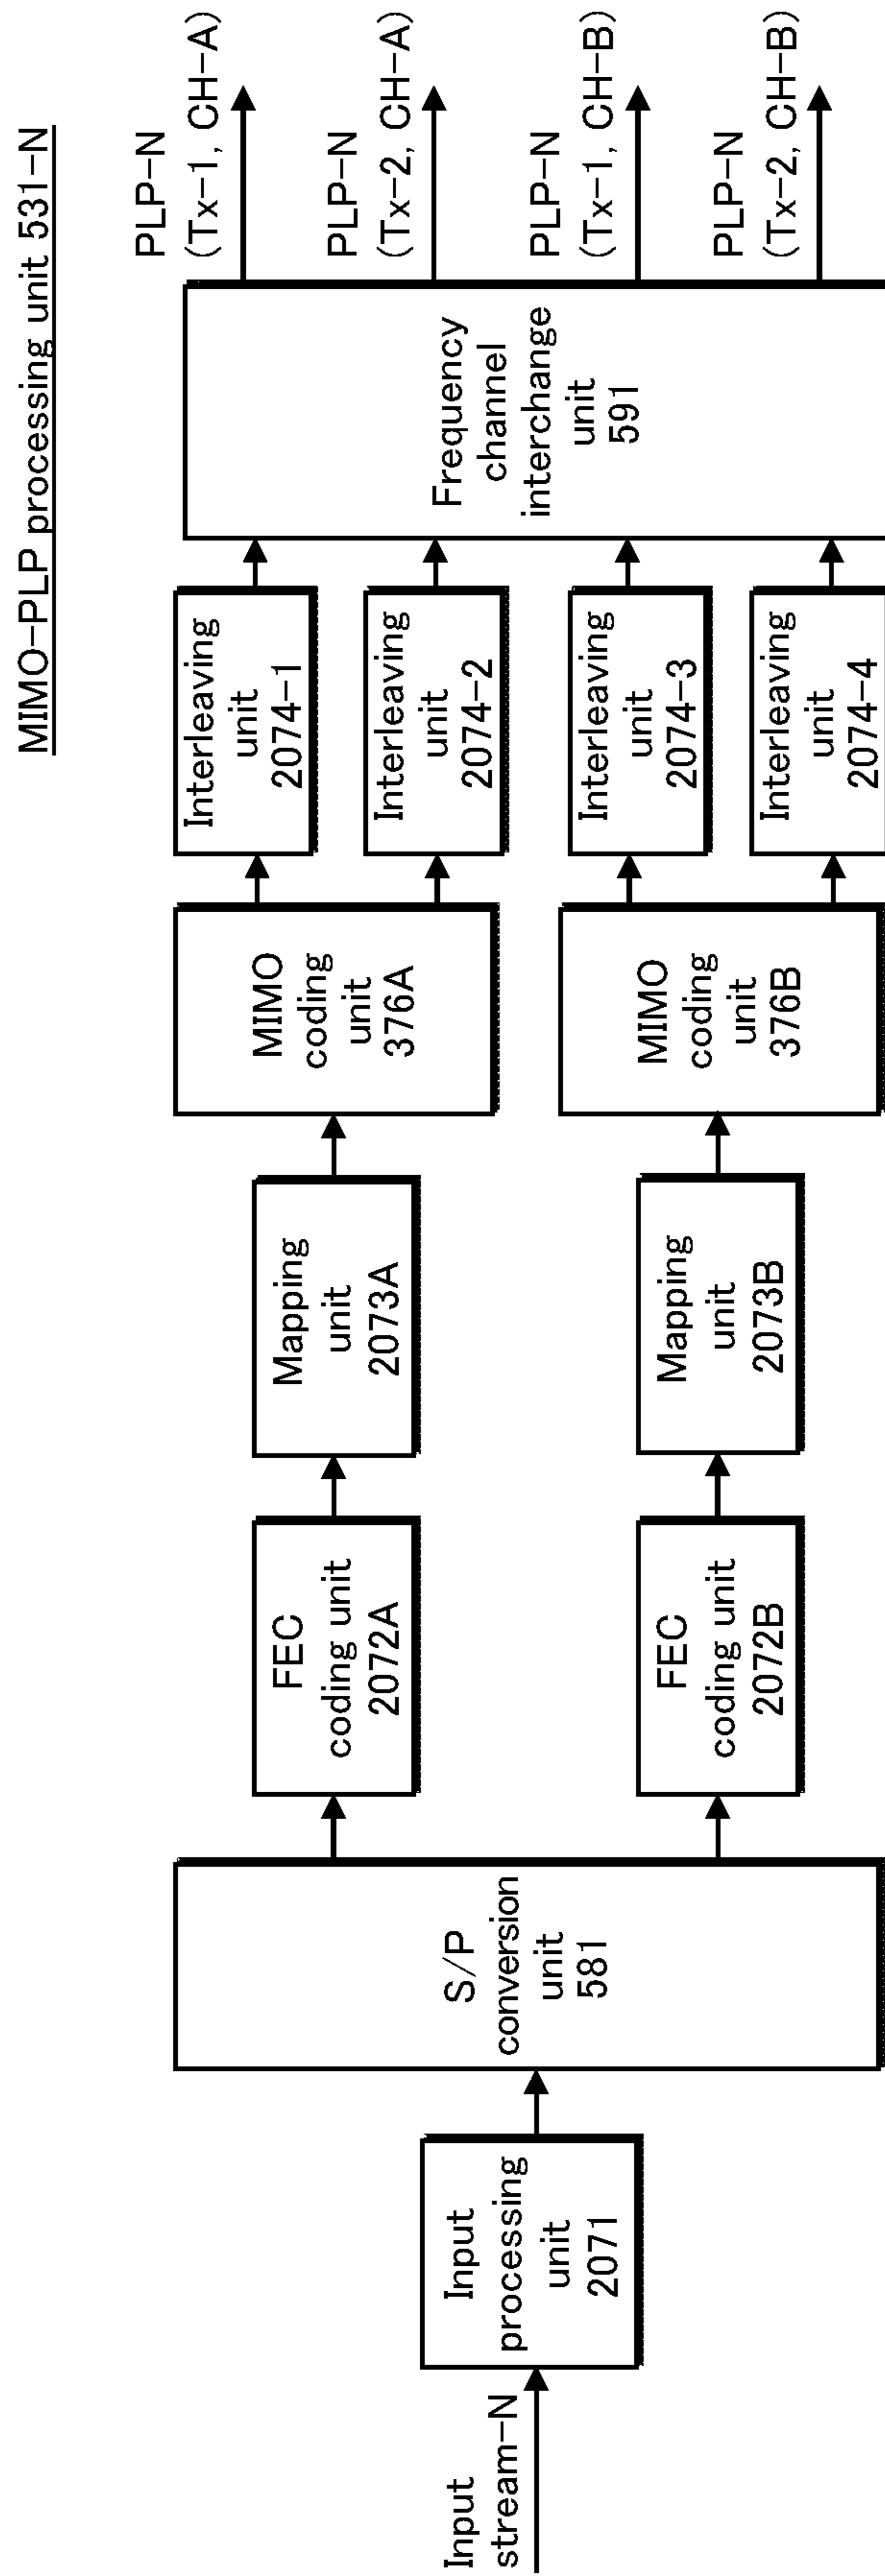 MIMO-PLP processing unit 531-N
Input
stream-N
Input
processing
unit
2071
S/P
conversion
unit
581
FEC
coding unit
2072A
Mapping
unit
2073A
MIMO
coding
unit
376A
Interleaving
unit
2074-1
Interleaving
unit
2074-2
FEC
coding unit
2072B
Mapping
unit
2073B
MIMO
coding
unit
376B
Interleaving
unit
2074-3
Interleaving
unit
2074-4
Frequency
channel
interchange
unit
591
PLP-N
(Tx-1, CH-A)
PLP-N
(Tx-2, CH-A)
PLP-N
(Tx-1, CH-B)
PLP-N
(Tx-2, CH-B)